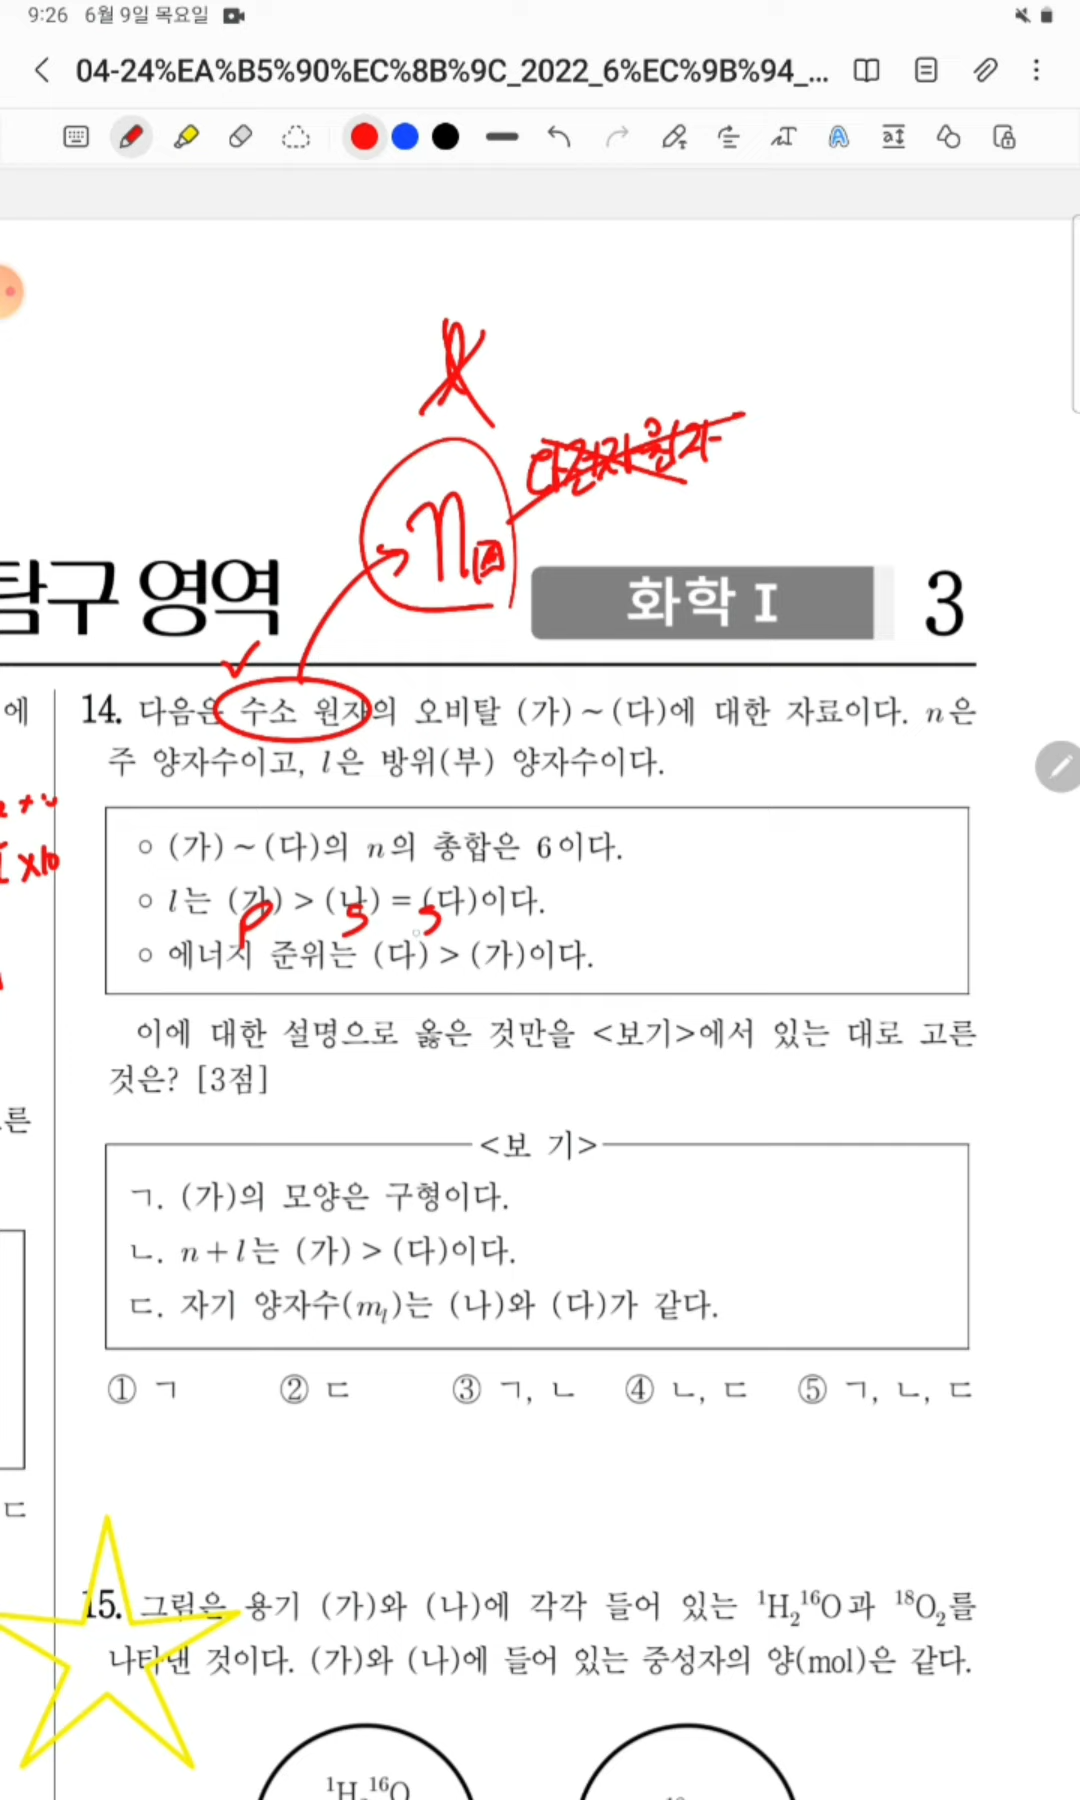 9:26 6월 9일 목요일
04-24%EA%B5%90%EC%8B%9C_2022_6%EC%9B%94_...
다전자원자
n
탐구 영역
화학 I
3
에
14. 다음은 수소 원자의 오비탈 (가)~(다)에 대한 자료이다. n은
주 양자수이고, l은 방위(부) 양자수이다.
x10
○ (가)~(다)의 n의 총합은 6이다.
○ l는 (가) > (나) = (다)이다.
p s s
○ 에너지 준위는 (다) > (가)이다.
이에 대한 설명으로 옳은 것만을 <보기>에서 있는 대로 고른
것은? [3점]
른
<보 기>
ㄱ. (가)의 모양은 구형이다.
ㄴ. n+l는 (가) > (다)이다.
ㄷ. 자기 양자수(mₗ)는 (나)와 (다)가 같다.
① ㄱ ② ㄷ ③ ㄱ, ㄴ ④ ㄴ, ㄷ ⑤ ㄱ, ㄴ, ㄷ
ㄷ
15. 그림은 용기 (가)와 (나)에 각각 들어 있는 ¹H₂¹⁶O과 ¹⁸O₂를
나타낸 것이다. (가)와 (나)에 들어 있는 중성자의 양(mol)은 같다.
¹H₂¹⁶O